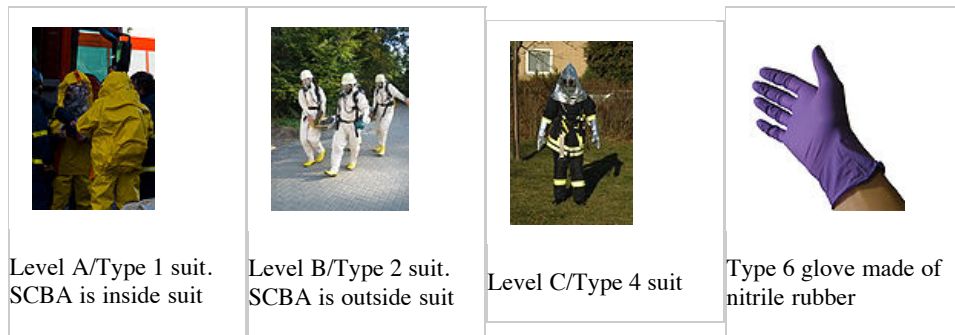 Level A/Type 1 suit.
SCBA is inside suit
Level B/Type 2 suit.
SCBA is outside suit
Level C/Type 4 suit
Type 6 glove made of
nitrile rubber